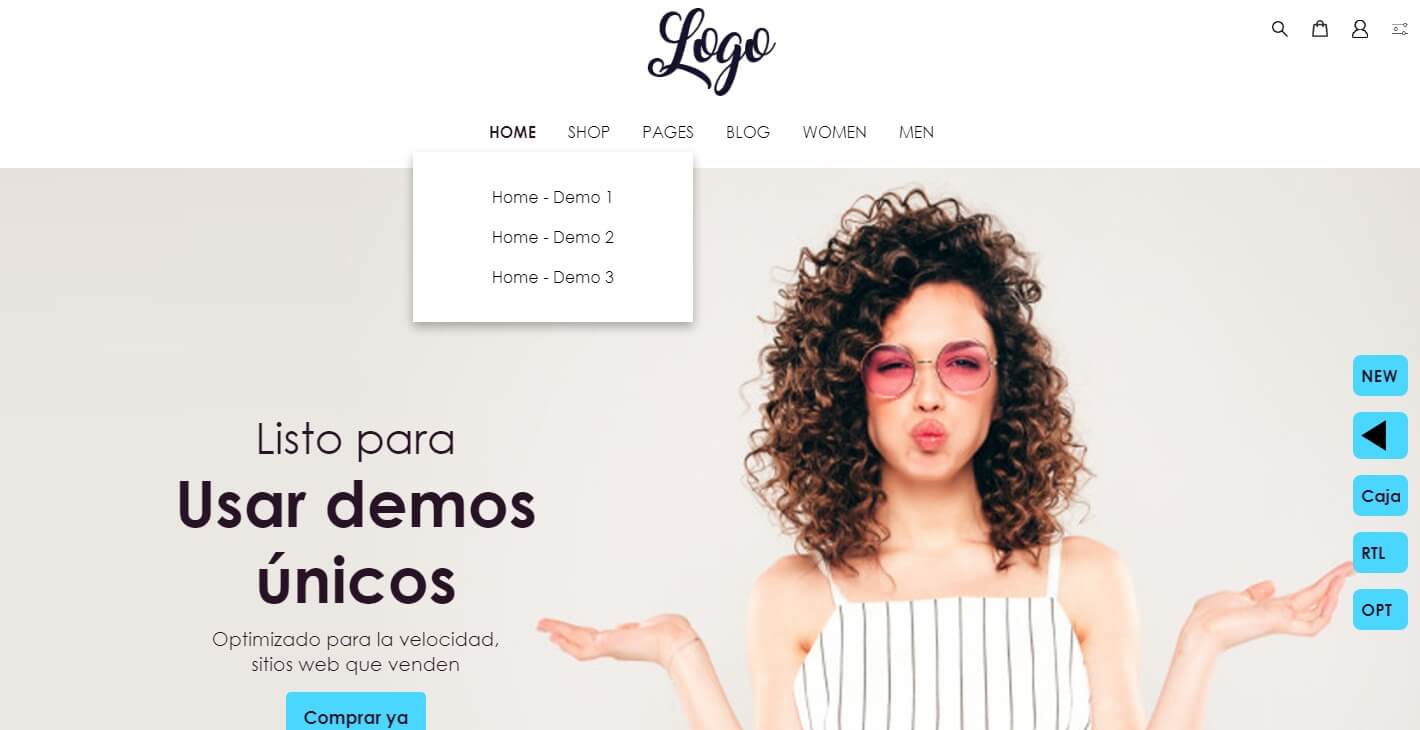 Logo
HOME SHOP PAGES BLOG WOMEN MEN
Home - Demo 1
Home - Demo 2
Home - Demo 3
Listo para
Usar demos
únicos
Optimizado para la velocidad,
sitios web que venden
Comprar ya
NEW
Caja
RTL
OPT